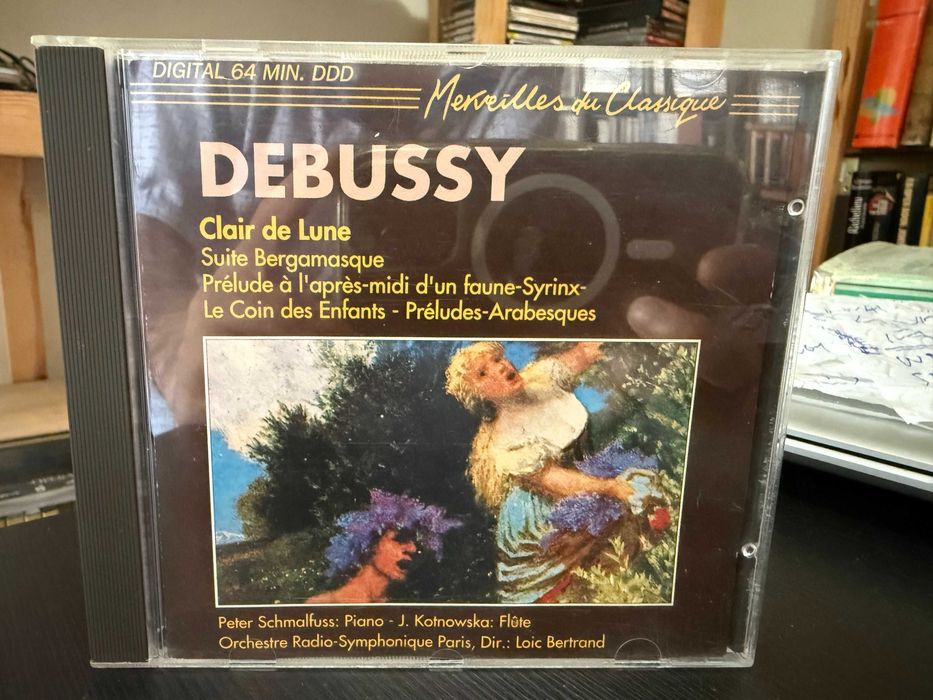 DIGITAL 64 MIN. DDD
Merveilles du Classique
DEBUSSY
Clair de Lune
Suite Bergamasque
Prélude à l'après-midi d'un faune-Syrinx-
Le Coin des Enfants - Préludes-Arabesques
Peter Schmalfuss: Piano - J. Kotnowska: Flûte
Orchestre Radio-Symphonique Paris, Dir.: Loic Bertrand
Richelieu